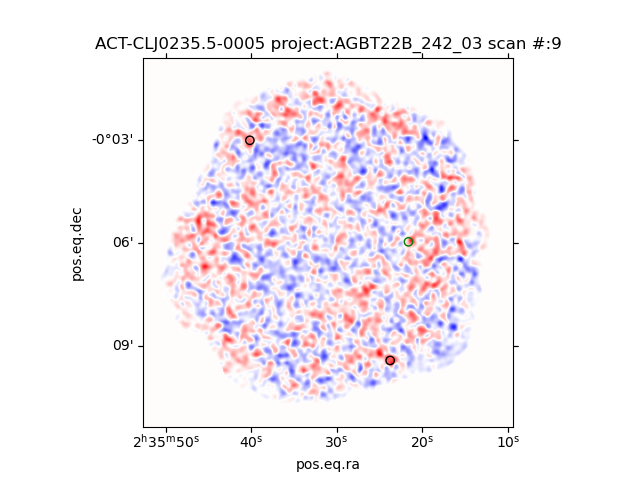 ACT-CLJ0235.5-0005 project:AGBT22B_242_03 scan #:9
-0°03'
06'
09'
pos.eq.dec
2h35m50s 40s 30s 20s 10s
pos.eq.ra